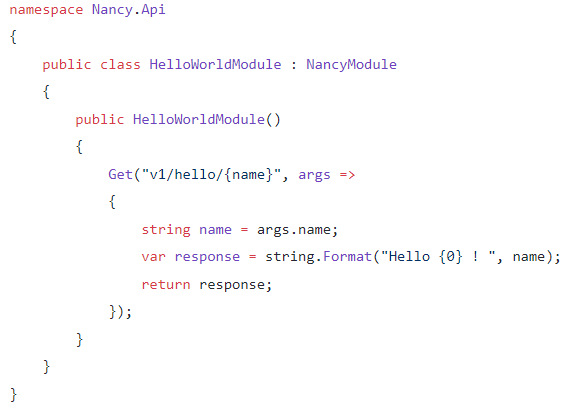 namespace Nancy.Api
{
    public class HelloWorldModule : NancyModule
    {
        public HelloWorldModule()
        {
            Get("v1/hello/{name}", args =>
            {
                string name = args.name;
                var response = string.Format("Hello {0} ! ", name);
                return response;
            });
        }
    }
}